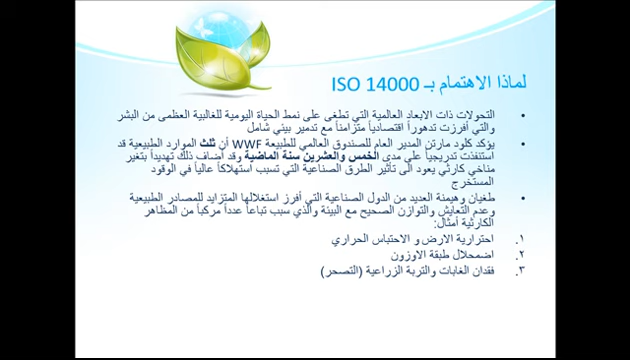 لماذا الاهتمام بـ ISO 14000
• التحولات ذات الابعاد العالمية التي تطغى على نمط الحياة اليومية للغالبية العظمى من البشر
والتي أفرزت تدهوراً اقتصادياً متزامناً مع تدمير بيئي شامل
• يؤكد كلود مارتن المدير العام للصندوق العالمي للطبيعة WWF أن ثلث الموارد الطبيعية قد
استنفذت تدريجياً على مدى الخمس والعشرين سنة الماضية وقد أضاف ذلك تهديداً بتغير
مناخي كارثي يعود الى تأثير الطرق الصناعية التي تسبب استهلاكاً عالياً في الوقود
المستخرج
• طغيان وهيمنة العديد من الدول الصناعية التي أفرز استغلالها المتزايد للمصادر الطبيعية
وعدم التعايش والتوازن الصحيح مع البيئة والذي سبب تباعاً عدداً مركباً من المظاهر
الكارثية أمثال:
١. احترارية الارض و الاحتباس الحراري
٢. اضمحلال طبقة الاوزون
٣. فقدان الغابات والتربة الزراعية (التصحر)